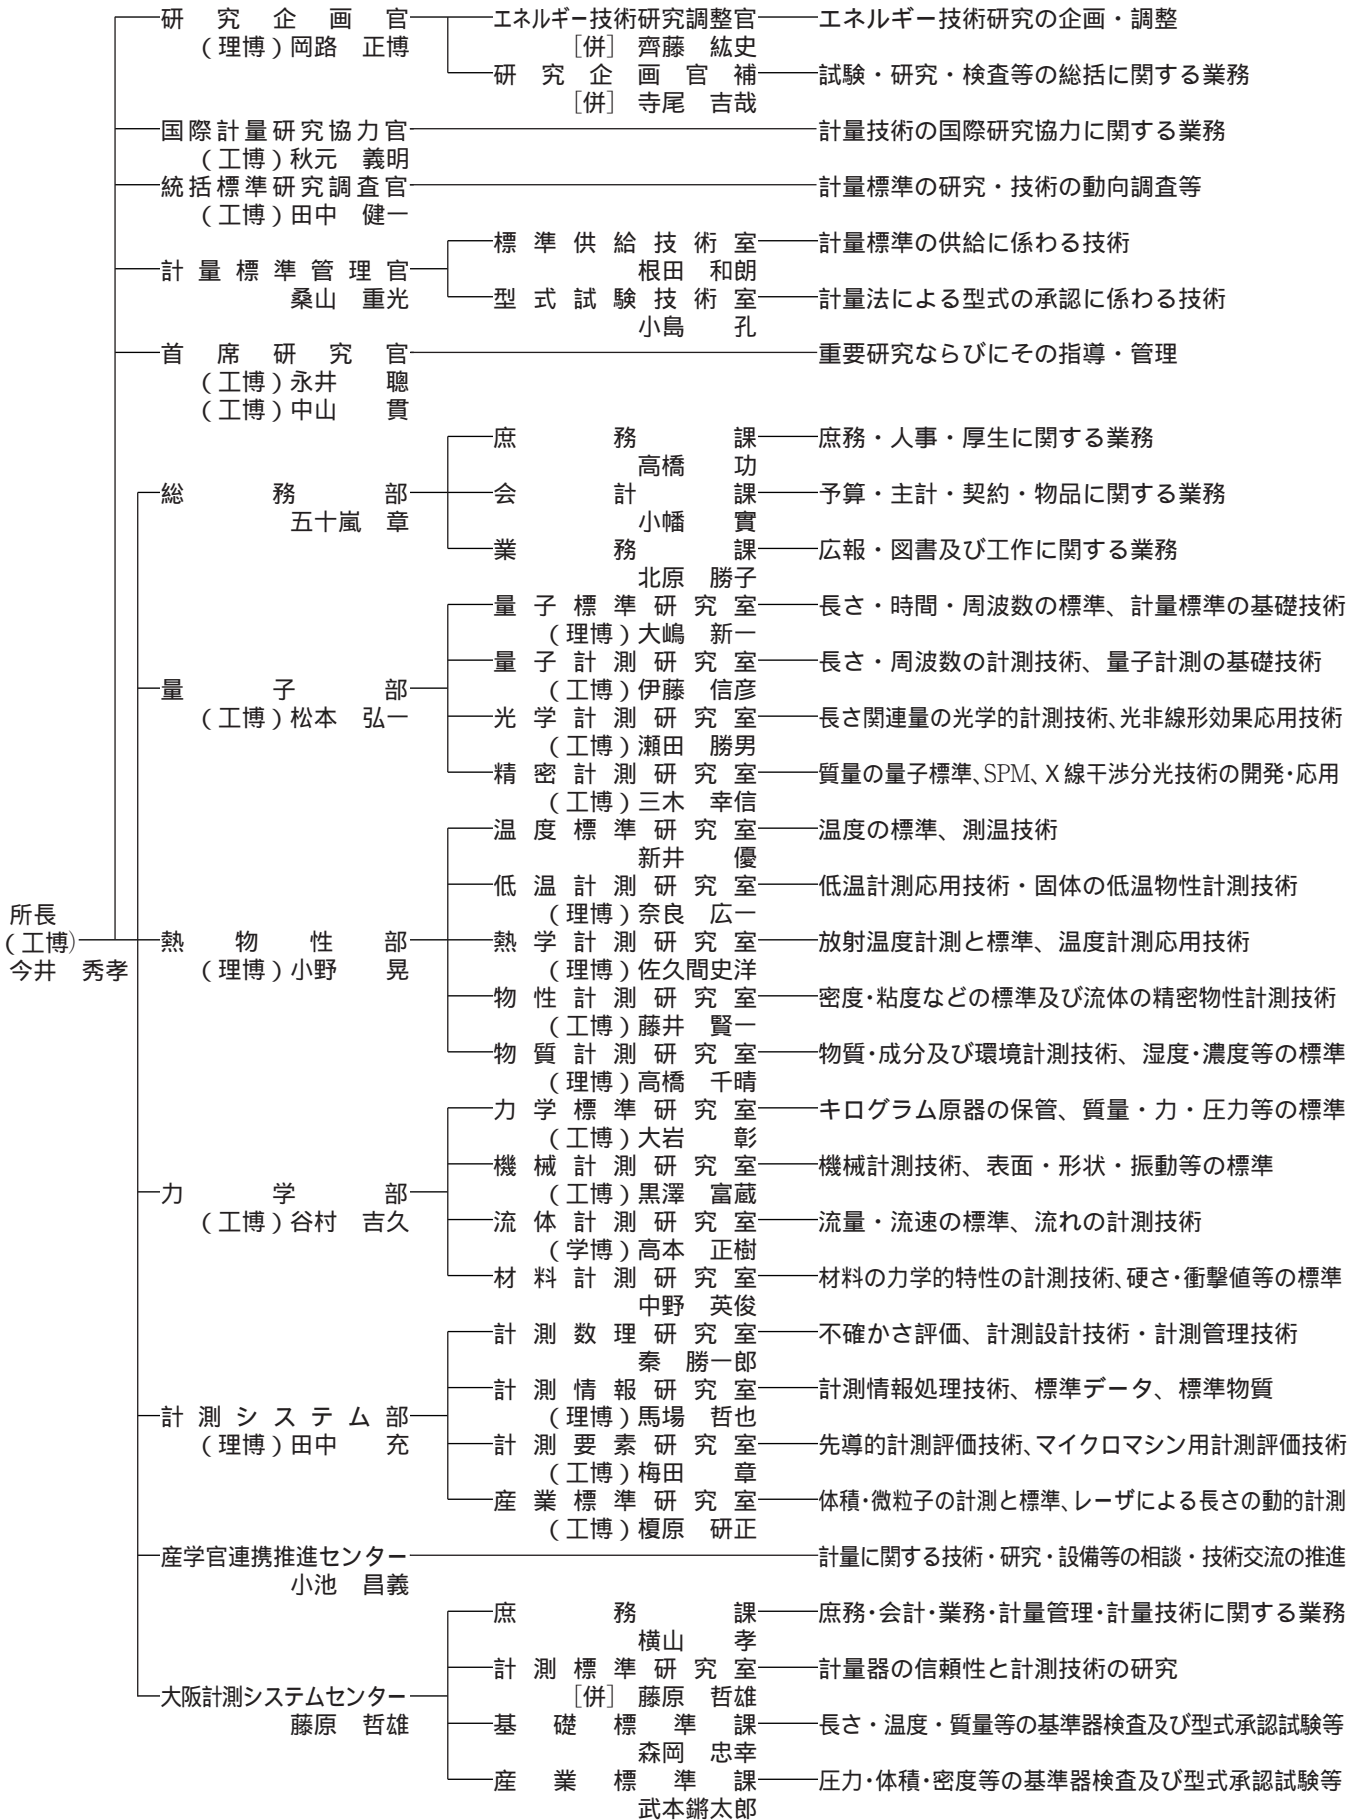 研究企画官 エネルギー技術研究調整官 エネルギー技術研究の企画・調整
(理博)岡路 正博 [併] 齊藤 紘史
研究企画官補 試験・研究・検査等の総括に関する業務
[併] 寺尾 吉哉
国際計量研究協力官 計量技術の国際研究協力に関する業務
(工博)秋元 義明
統括標準研究調査官 計量標準の研究・技術の動向調査等
(工博)田中 健一
標準供給技術室 計量標準の供給に係わる技術
計量標準管理官 根田 和朗
桑山 重光 型式試験技術室 計量法による型式の承認に係わる技術
小島 孔
首席研究官 重要研究ならびにその指導・管理
(工博)永井 聰
(工博)中山 貫
庶務課 庶務・人事・厚生に関する業務
高橋 功
総務部 会計課 予算・主計・契約・物品に関する業務
五十嵐 章 小幡 實
業務課 広報・図書及び工作に関する業務
北原 勝子
量子標準研究室 長さ・時間・周波数の標準、計量標準の基礎技術
(理博)大嶋 新一
量子計測研究室 長さ・周波数の計測技術、量子計測の基礎技術
量子部 (工博)伊藤 信彦
(工博)松本 弘一 光学計測研究室 長さ関連量の光学的計測技術、光非線形効果応用技術
(工博)瀬田 勝男
精密計測研究室 質量の量子標準、SPM、X線干渉分光技術の開発・応用
(工博)三木 幸信
温度標準研究室 温度の標準、測温技術
新井 優
低温計測研究室 低温計測応用技術・固体の低温物性計測技術
所長 (理博)奈良 広一
(工博) 熱物性部 熱学計測研究室 放射温度計測と標準、温度計測応用技術
今井 秀孝 (理博)小野 晃 (理博)佐久間史洋
物性計測研究室 密度・粘度などの標準及び流体の精密物性計測技術
(工博)藤井 賢一
物質計測研究室 物質・成分及び環境計測技術、湿度・濃度等の標準
(理博)高橋 千晴
力学標準研究室 キログラム原器の保管、質量・力・圧力等の標準
(工博)大岩 彰
機械計測研究室 機械計測技術、表面・形状・振動等の標準
力学部 (工博)黒澤 富蔵
(工博)谷村 吉久 流体計測研究室 流量・流速の標準、流れの計測技術
(学博)高本 正樹
材料計測研究室 材料の力学的特性の計測技術、硬さ・衝撃値等の標準
中野 英俊
計測数理研究室 不確かさ評価、計測設計技術・計測管理技術
秦 勝一郎
計測情報研究室 計測情報処理技術、標準データ、標準物質
計測システム部 (理博)馬場 哲也
(理博)田中 充 計測要素研究室 先導的計測評価技術、マイクロマシン用計測評価技術
(工博)梅田 章
産業標準研究室 体積・微粒子の計測と標準、レーザによる長さの動的計測
(工博)榎原 研正
産学官連携推進センター 計量に関する技術・研究・設備等の相談・技術交流の推進
小池 昌義
庶務課 庶務・会計・業務・計量管理・計量技術に関する業務
横山 孝
計測標準研究室 計量器の信頼性と計測技術の研究
大阪計測システムセンター [併] 藤原 哲雄
藤原 哲雄 基礎標準課 長さ・温度・質量等の基準器検査及び型式承認試験等
森岡 忠幸
産業標準課 圧力・体積・密度等の基準器検査及び型式承認試験等
武本鏘太郎